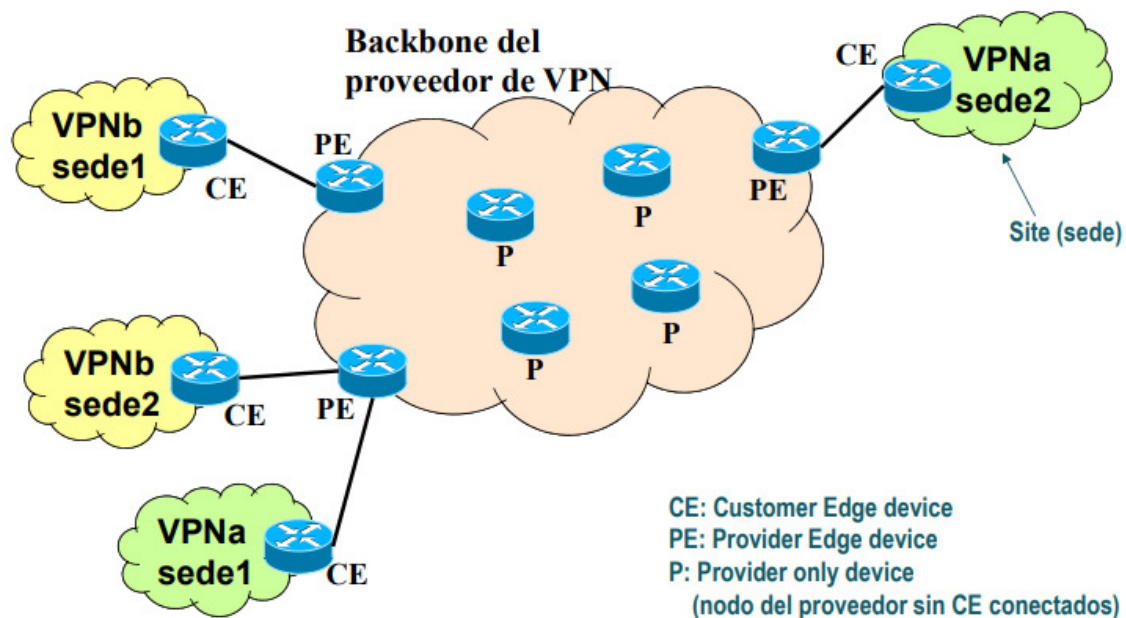 Backbone del
proveedor de VPN
CE
VPNa
sede2
VPNb
sede1
CE
PE
PE
P
P
Site (sede)
P
P
VPNb
sede2
CE
PE
VPNa
sede1
CE
CE: Customer Edge device
PE: Provider Edge device
P: Provider only device
(nodo del proveedor sin CE conectados)